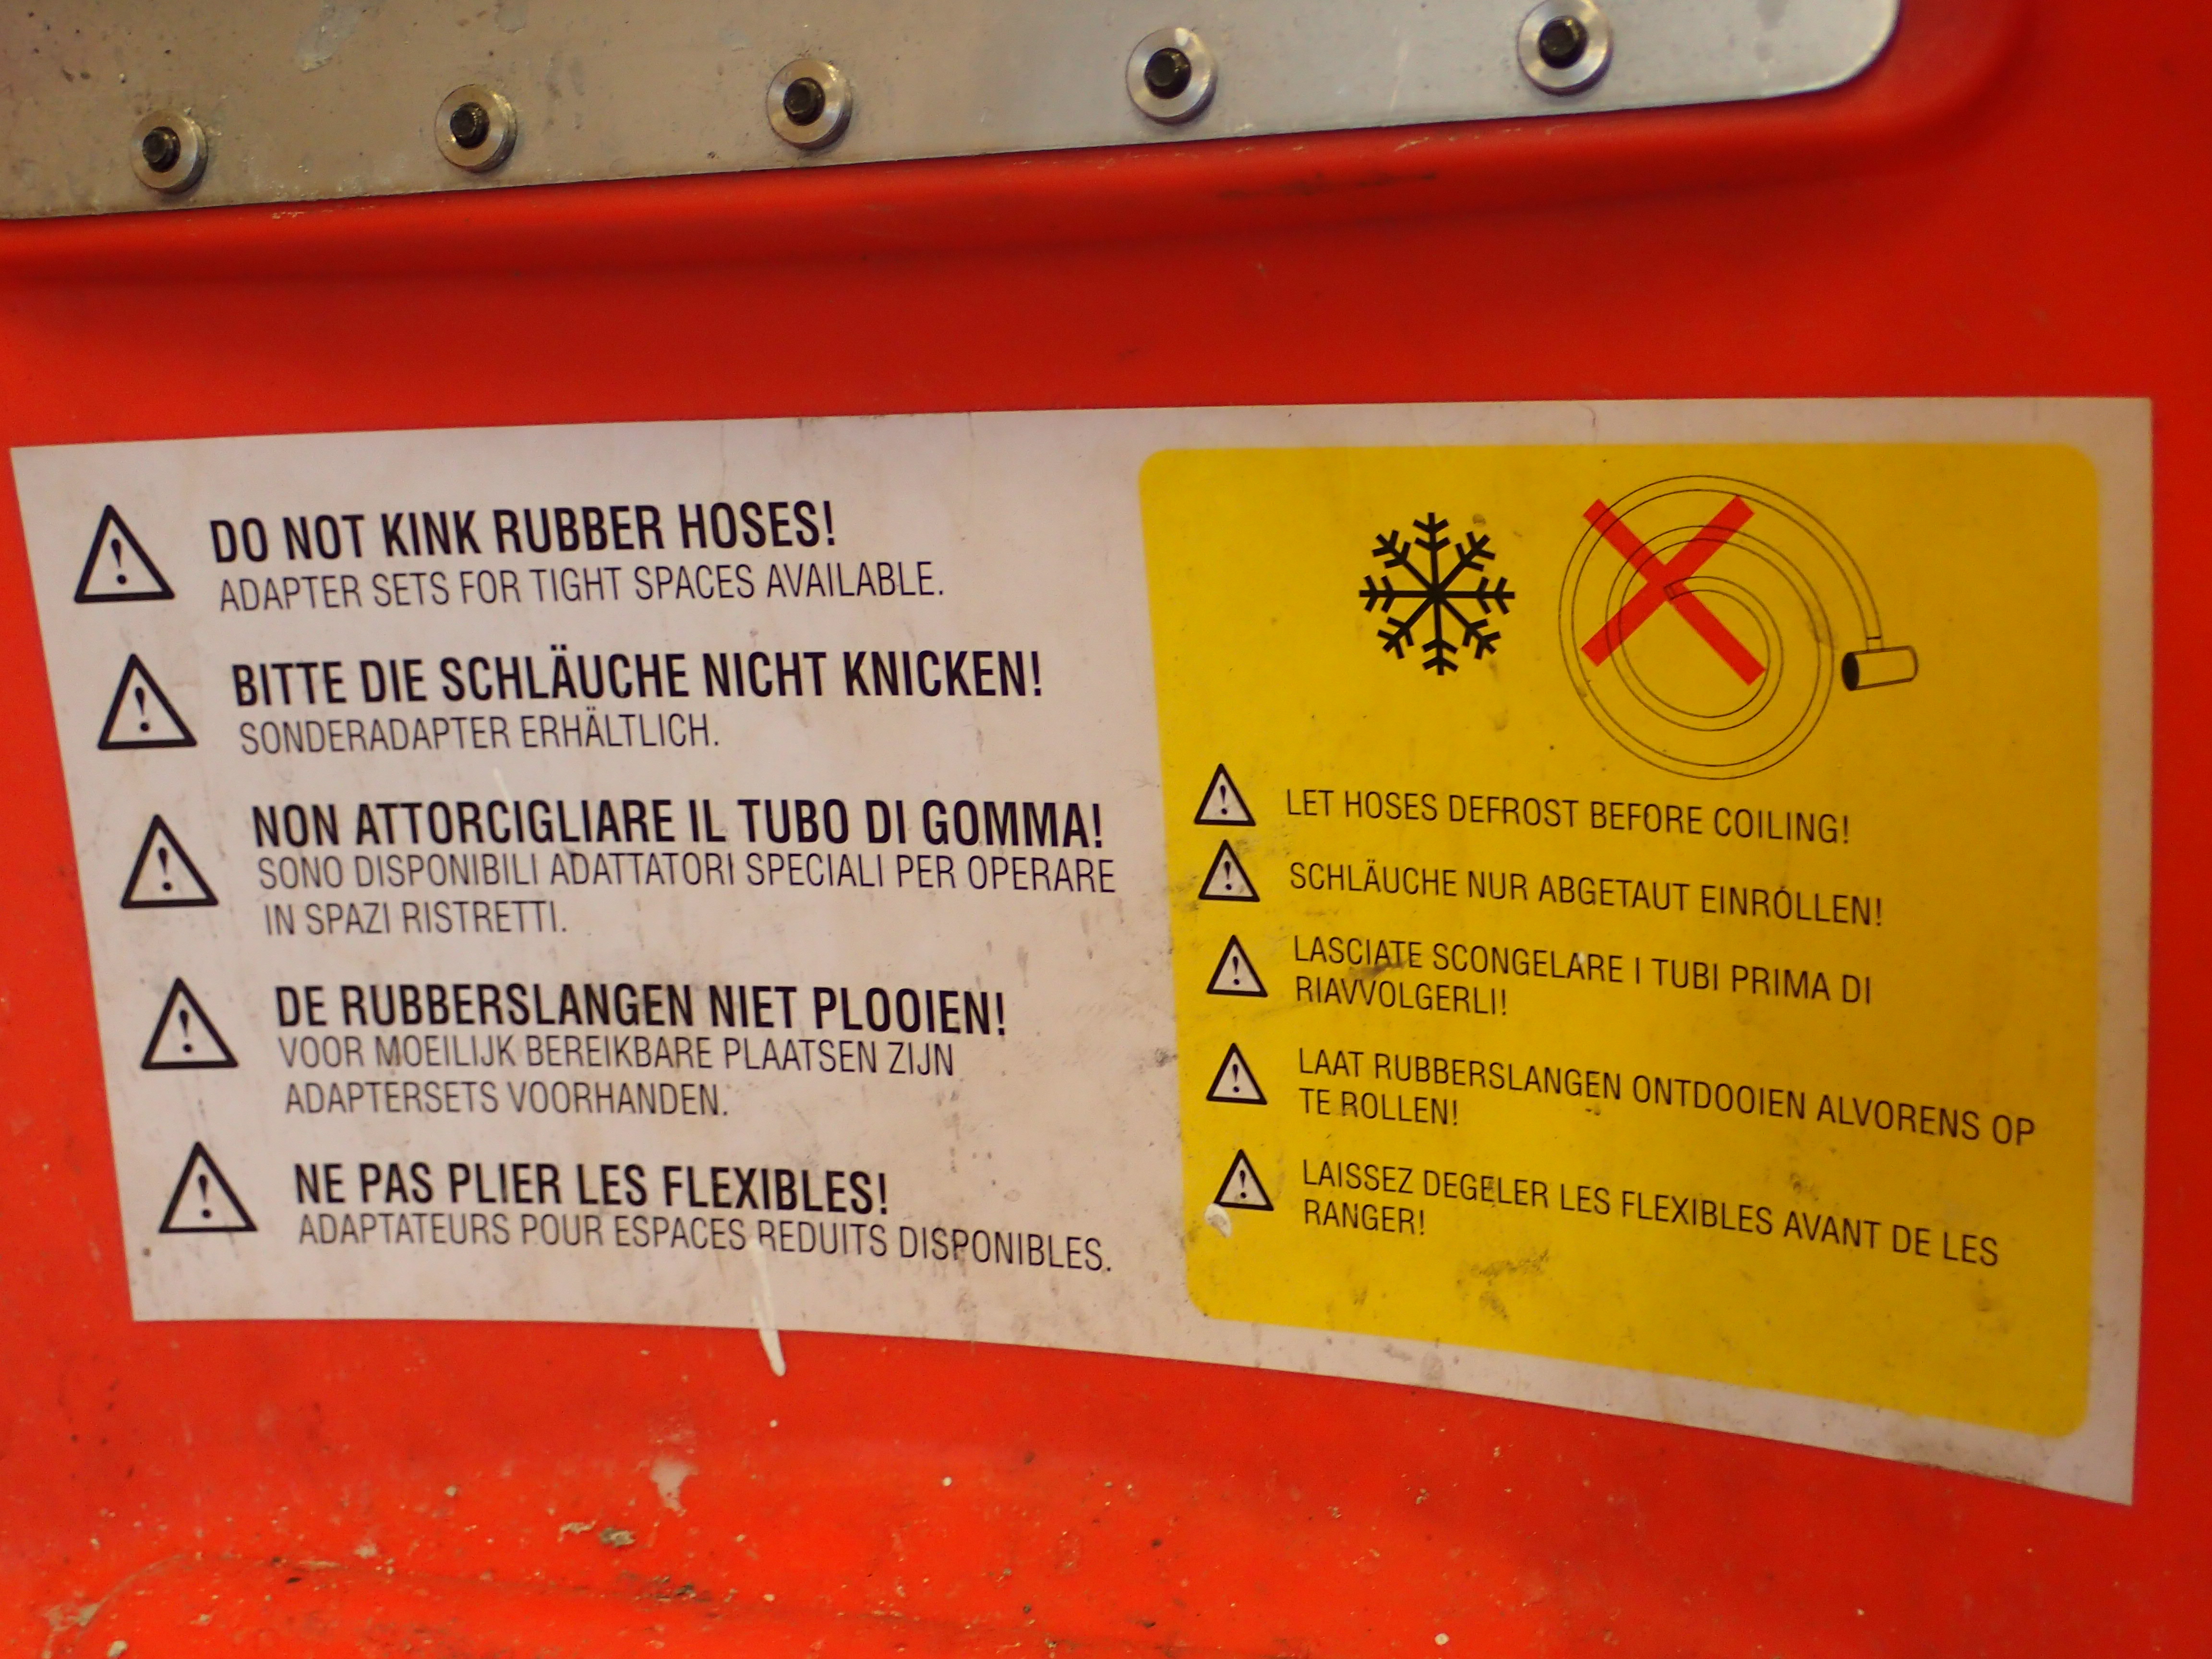 DO NOT KINK RUBBER HOSES!
ADAPTER SETS FOR TIGHT SPACES AVAILABLE.
BITTE DIE SCHLÄUCHE NICHT KNICKEN!
SONDERADAPTER ERHÄLTLICH.
NON ATTORCIGLIARE IL TUBO DI GOMMA!
SONO DISPONIBILI ADATTATORI SPECIALI PER OPERARE
IN SPAZI RISTRETTI.
DE RUBBERSLANGEN NIET PLOOIEN!
VOOR MOEILIJK BEREIKBARE PLAATSEN ZIJN
ADAPTERSETS VOORHANDEN.
NE PAS PLIER LES FLEXIBLES!
ADAPTATEURS POUR ESPACES REDUITS DISPONIBLES.
LET HOSES DEFROST BEFORE COILING!
SCHLÄUCHE NUR ABGETAUT EINROLLEN!
LASCIATE SCONGELARE I TUBI PRIMA DI
RIAVVOLGERLI!
LAAT RUBBERSLANGEN ONTDOOIEN ALVORENS OP
TE ROLLEN!
LAISSEZ DEGELER LES FLEXIBLES AVANT DE LES
RANGER!